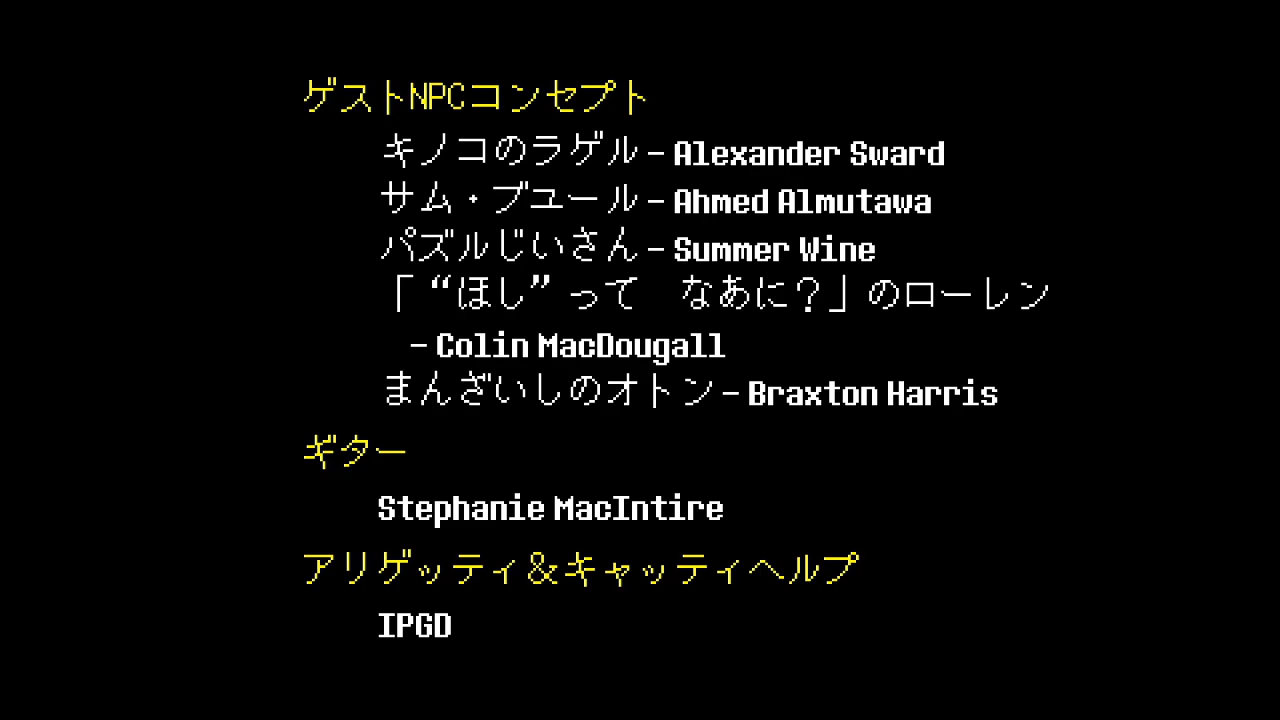 ゲストNPCコンセプト
キノコのラゲル – Alexander Sward
サム・ブユール – Ahmed Almutawa
パズルじいさん – Summer Wine
「“ほし”って　なあに？」のローレン
– Colin MacDougall
まんざいしのオトン – Braxton Harris
ギター
Stephanie MacIntire
アリゲッティ＆キャッティヘルプ
IPGD